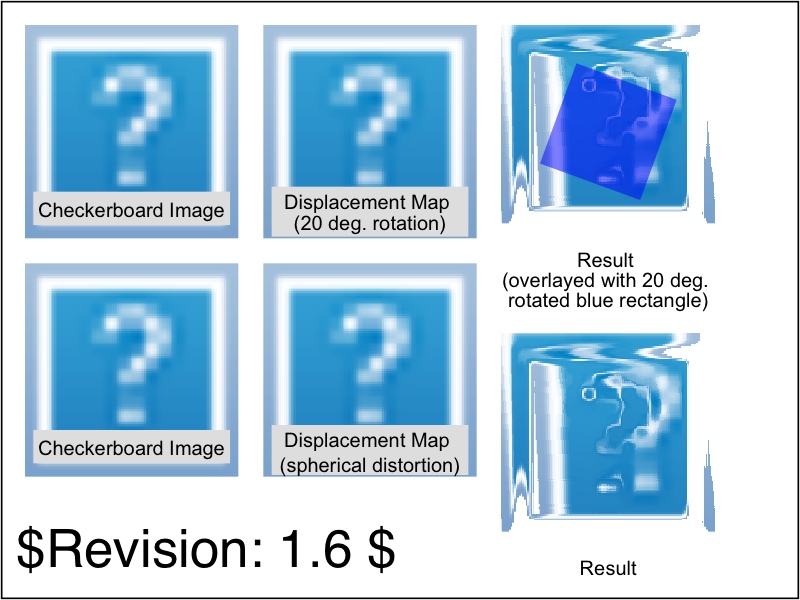 Checkerboard Image
Displacement Map
(20 deg. rotation)
Result
(overlayed with 20 deg.
rotated blue rectangle)
Checkerboard Image
Displacement Map
(spherical distortion)
Result
$Revision: 1.6 $